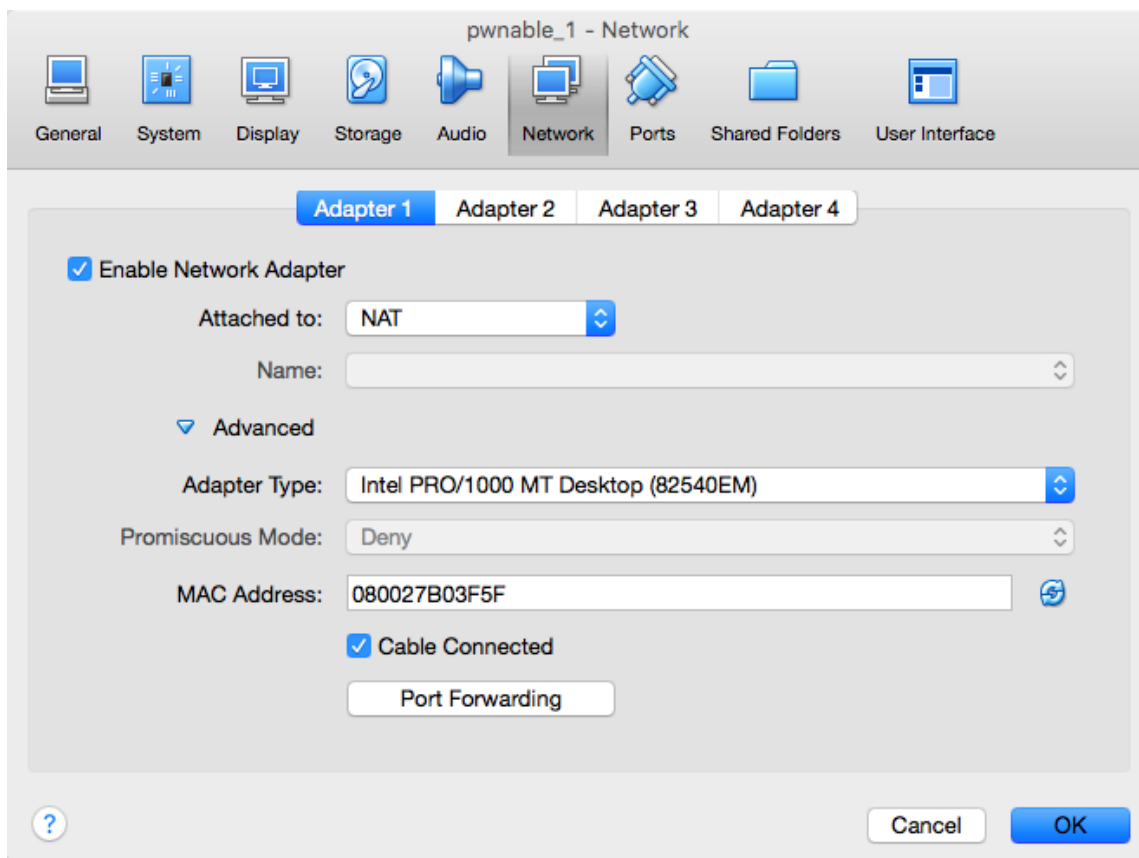 pwnable_1 - Network
General System Display Storage Audio Network Ports Shared Folders User Interface
Adapter 1 Adapter 2 Adapter 3 Adapter 4
Enable Network Adapter
Attached to: NAT
Name:
Advanced
Adapter Type: Intel PRO/1000 MT Desktop (82540EM)
Promiscuous Mode: Deny
MAC Address: 080027B03F5F
Cable Connected
Port Forwarding
? Cancel OK